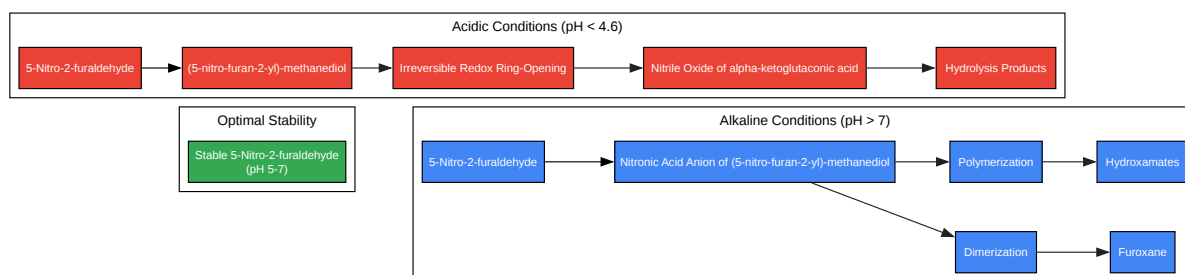 Acidic Conditions (pH < 4.6)
5-Nitro-2-furaldehyde
(5-nitro-furan-2-yl)-methanediol
Irreversible Redox Ring-Opening
Nitrile Oxide of alpha-ketoglutaconic acid
Hydrolysis Products
Optimal Stability
Stable 5-Nitro-2-furaldehyde
(pH 5-7)
Alkaline Conditions (pH > 7)
5-Nitro-2-furaldehyde
Nitronic Acid Anion of (5-nitro-furan-2-yl)-methanediol
Polymerization
Hydroxamates
Dimerization
Furoxane